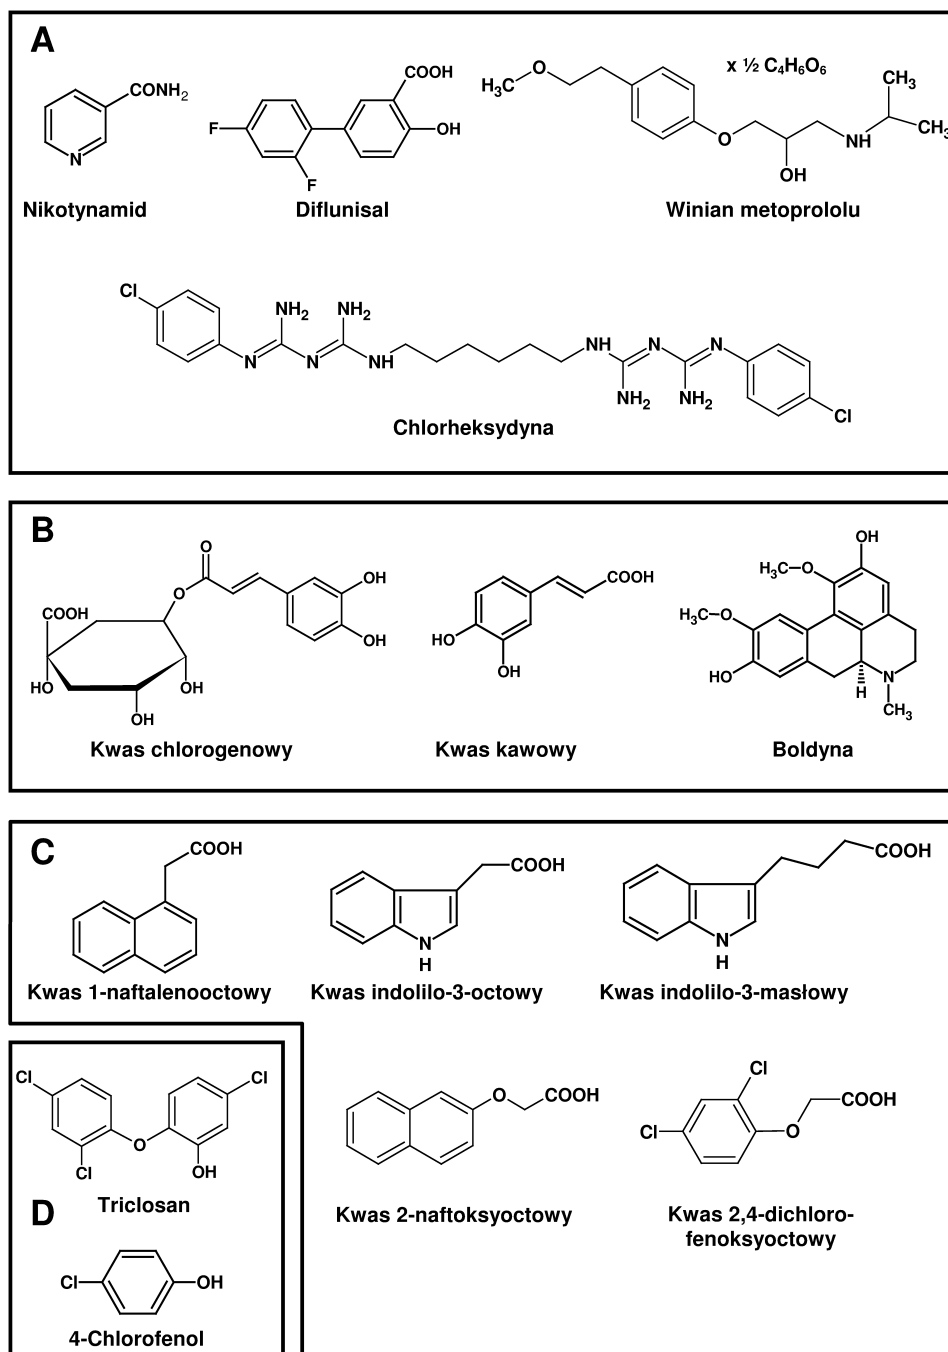 A
CONH2
N
Nikotynamid
COOH
F
OH
F
Diflunisal
x ½ C4H6O6
H3C
O
O
OH
NH
CH3
CH3
Winian metoprololu
Cl
NH2
NH2
N
N
NH
NH
N
N
NH2
NH2
Cl
Chlorheksydyna
B
COOH
HO
OH
OH
O
O
OH
OH
Kwas chlorogenowy
COOH
HO
OH
Kwas kawowy
OH
H3C–O
H3C–O
HO
H
N
CH3
Boldyna
C
COOH
Kwas 1-naftalenooctowy
COOH
N
H
Kwas indolilo-3-octowy
COOH
N
H
Kwas indolilo-3-masłowy
O
COOH
Kwas 2-naftoksyoctowy
Cl
Cl
O
COOH
Kwas 2,4-dichloro-
fenoksyoctowy
Cl
Cl
O
Cl
OH
Triclosan
D
Cl
OH
4-Chlorofenol